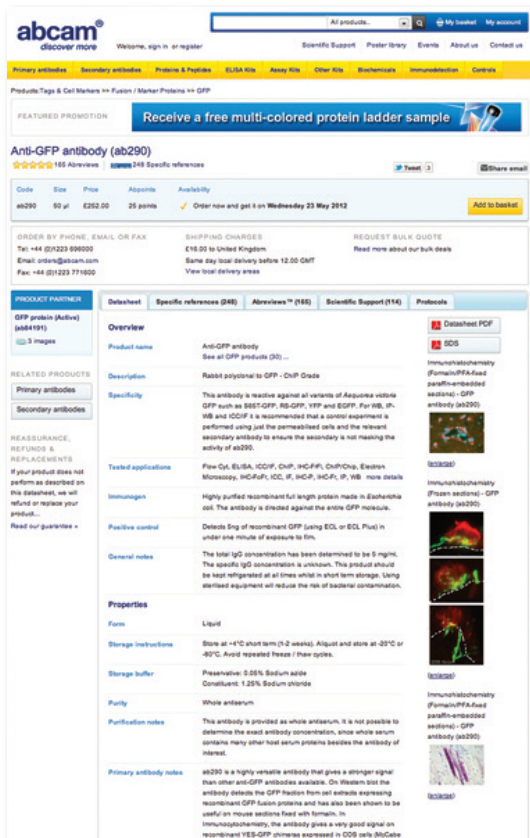 abcam®
discover more
Welcome, sign in or register
All products..
My basket My account
Scientific Support Poster library Events About us Contact us
Primary antibodies Secondary antibodies Proteins & Peptides ELISA Kits Assay Kits Other Kits Biochemicals Immunodetection Controls
Products:Tags & Cell Markers >> Fusion / Marker Proteins >> GFP
FEATURED PROMOTION
Receive a free multi-colored protein ladder sample
Anti-GFP antibody (ab290)
165 Abreviews 248 Specific references
Tweet 3
Share email
Code Size Price Abpoints Availability
ab290 50 µl £252.00 25 points Order now and get it on Wednesday 23 May 2012
Add to basket
ORDER BY PHONE, EMAIL OR FAX
Tel: +44 (0)1223 696000
Email: orders@abcam.com
Fax: +44 (0)1223 771600
SHIPPING CHARGES
£16.00 to United Kingdom
Same day local delivery before 12.00 GMT
View local delivery areas
REQUEST BULK QUOTE
Read more about our bulk deals
PRODUCT PARTNER
GFP protein (Active)
(ab84191)
3 images
RELATED PRODUCTS
Primary antibodies
Secondary antibodies
REASSURANCE,
REFUNDS &
REPLACEMENTS
If your product does
not perform as described on
this datasheet, we will
refund or replace your
product...
Read our guarantee »
Datasheet Specific references (248) Abreviews™ (165) Scientific Support (114) Protocols
Overview
Product name Anti-GFP antibody
See all GFP products (30) ...
Description Rabbit polyclonal to GFP - ChIP Grade
Specificity This antibody is reactive against all variants of Aequorea victoria
GFP such as S65T-GFP, RS-GFP, YFP and EGFP. For WB, IP-
WB and ICC/IF it is recommended that a control experiment is
performed using just the permeabilised cells and the relevant
secondary antibody to ensure the secondary is not masking the
activity of ab290.
Tested applications Flow Cyt, ELISA, ICC/IF, ChIP, IHC-FrFl, ChIP/Chip, Electron
Microscopy, IHC-FoFr, ICC, IF, IHC-P, IHC-Fr, IP, WB more details
Immunogen Highly purified recombinant full length protein made in Escherichia
coli. The antibody is directed against the entire GFP molecule.
Positive control Detects 5ng of recombinant GFP (using ECL or ECL Plus) in
under one minute of exposure to film.
General notes The total IgG concentration has been determined to be 5 mg/ml.
The specific IgG concentration is unknown. This product should
be kept refrigerated at all times whilst in short term storage. Using
sterilised equipment will reduce the risk of bacterial contamination.
Properties
Form Liquid
Storage instructions Store at +4°C short term (1-2 weeks). Aliquot and store at -20°C or
-80°C. Avoid repeated freeze / thaw cycles.
Storage buffer Preservative: 0.05% Sodium azide
Constituent: 1.25% Sodium chloride
Purity Whole antiserum
Purification notes This antibody is provided as whole antiserum. It is not possible to
determine the exact antibody concentration, since whole serum
contains many other host serum proteins besides the antibody of
interest.
Primary antibody notes ab290 is a highly versatile antibody that gives a stronger signal
than other anti-GFP antibodies available. On Western blot the
antibody detects the GFP fraction from cell extracts expressing
recombinant GFP fusion proteins and has also been shown to be
useful on mouse sections fixed with formalin. In
Immunocytochemistry, the antibody gives a very good signal on
recombinant YES-GFP chimeras expressed in COS cells (McCabe
Datasheet PDF
SDS
Immunohistochemistry
(Formalin/PFA-fixed
paraffin-embedded
sections) - GFP
antibody (ab290)
(enlarge)
Immunohistochemistry
(Frozen sections) - GFP
antibody (ab290)
(enlarge)
Immunohistochemistry
(Formalin/PFA-fixed
paraffin-embedded
sections) - GFP
antibody (ab290)
(enlarge)